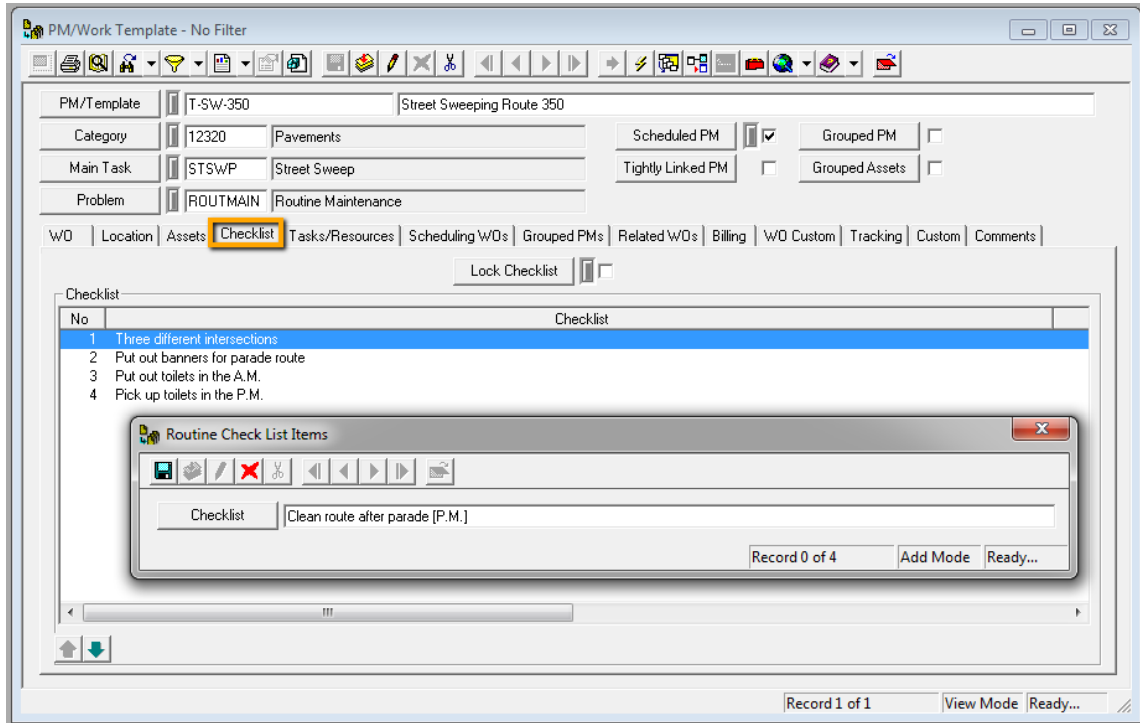 PM/Work Template - No Filter
PM/Template T-SW-350 Street Sweeping Route 350
Category 12320 Pavements Scheduled PM Grouped PM
Main Task STSWP Street Sweep Tightly Linked PM Grouped Assets
Problem ROUTMAIN Routine Maintenance
WO Location Assets Checklist Tasks/Resources Scheduling WOs Grouped PMs Related WOs Billing WO Custom Tracking Custom Comments
Lock Checklist
Checklist
No Checklist
1 Three different intersections
2 Put out banners for parade route
3 Put out toilets in the A.M.
4 Pick up toilets in the P.M.
Routine Check List Items
Checklist Clean route after parade [P.M.]
Record 0 of 4 Add Mode Ready...
Record 1 of 1 View Mode Ready...